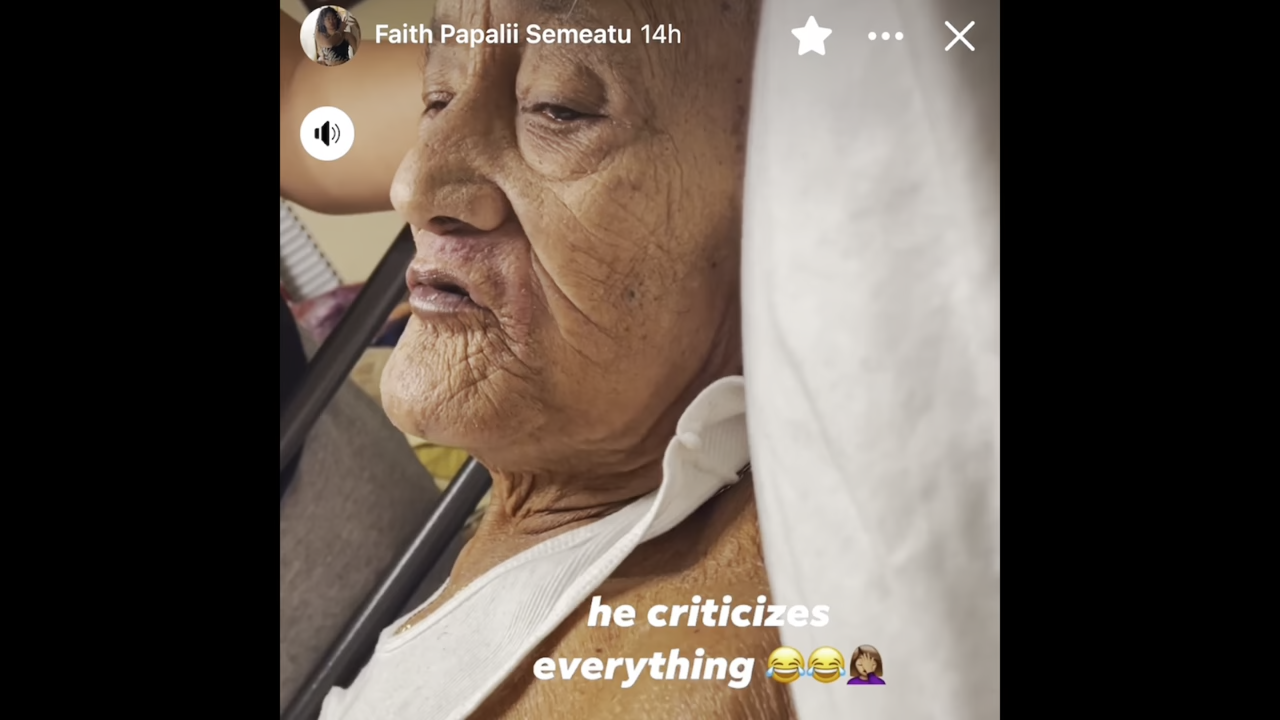 Faith Papalii Semeatu 14h
he criticizes
everything 😂😂🤦🏽‍♀️